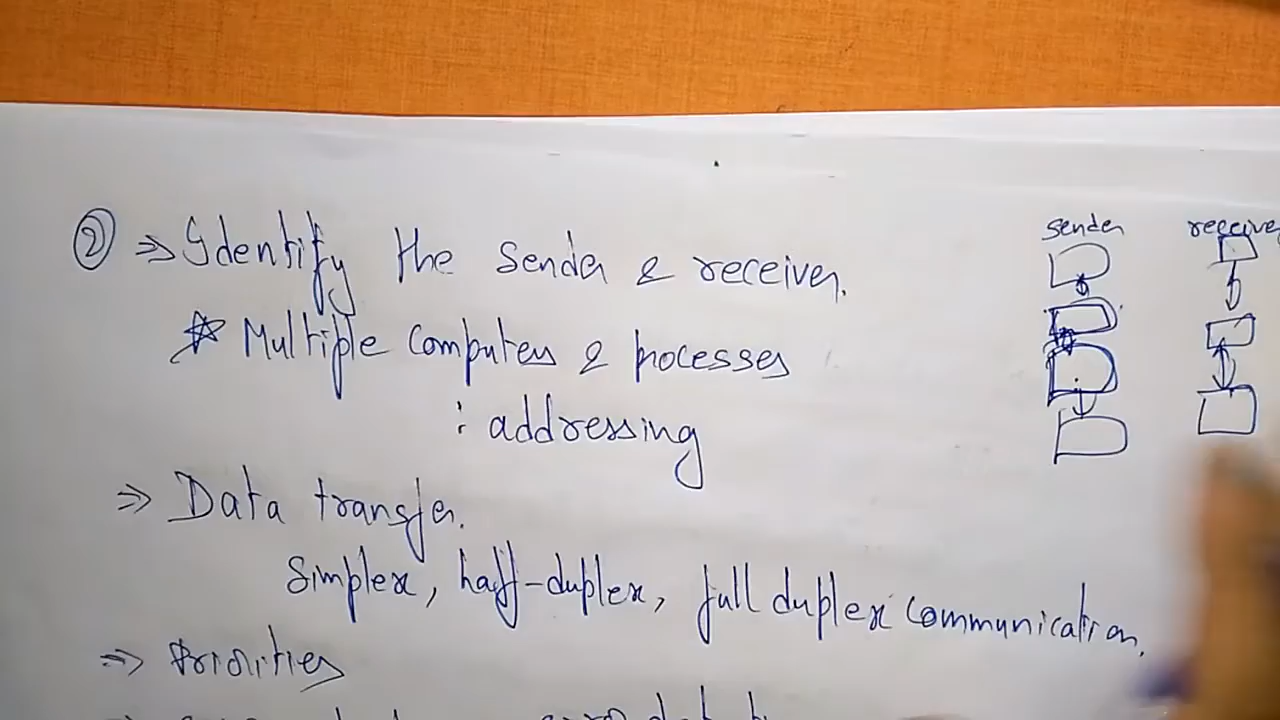 ② ⇒ Identify the sender & receiver.
sender receive
* Multiple computers & processes
: addressing
⇒ Data transfer.
Simplex, half-duplex, full duplex communication.
⇒ Priorities